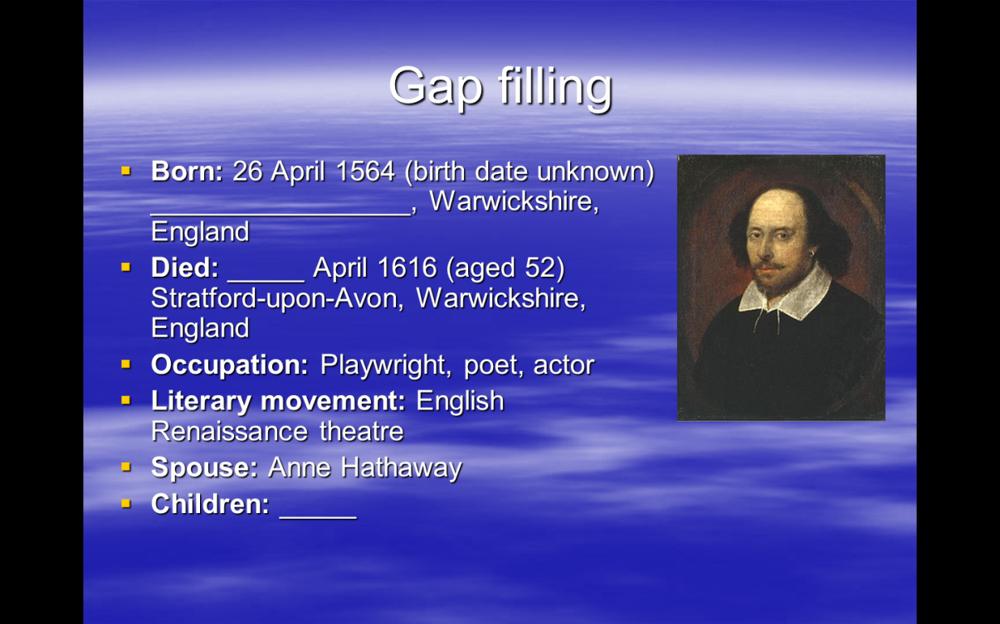 Gap filling
▪ Born: 26 April 1564 (birth date unknown)
_________________, Warwickshire,
England
▪ Died: _____ April 1616 (aged 52)
Stratford-upon-Avon, Warwickshire,
England
▪ Occupation: Playwright, poet, actor
▪ Literary movement: English
Renaissance theatre
▪ Spouse: Anne Hathaway
▪ Children: _____